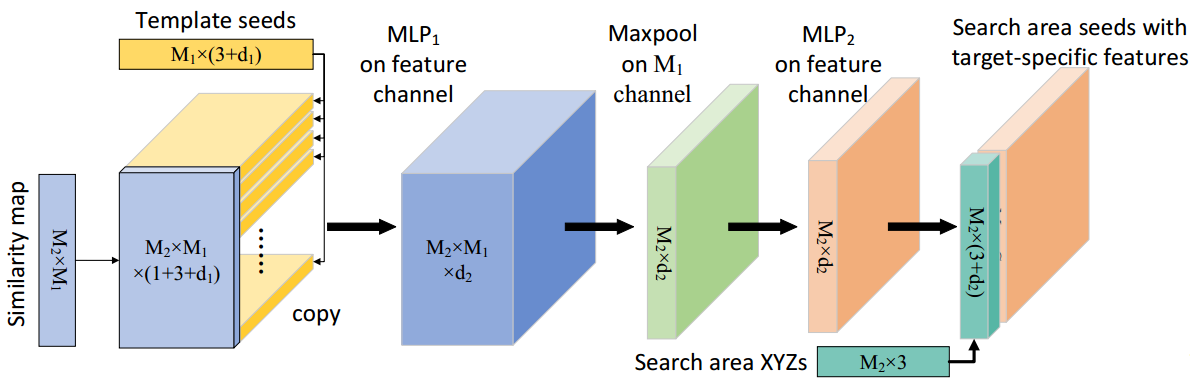 Template seeds
M₁×(3+d₁)
MLP₁
on feature
channel
Maxpool
on M₁
channel
MLP₂
on feature
channel
Search area seeds with
target-specific features
Similarity map
M₂×M₁
M₂×M₁
×(1+3+d₁)
......
copy
M₂×M₁
×d₂
M₂×d₂
M₂×d₂
M₂×(3+d₂)
Search area XYZs
M₂×3